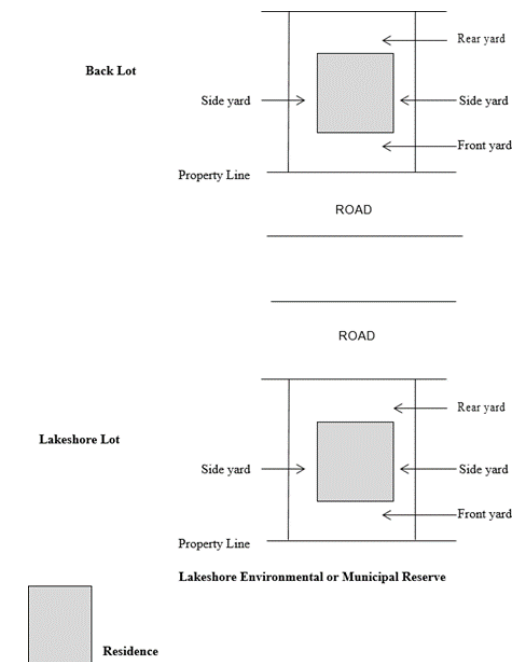 Rear yard
Back Lot
Side yard
Side yard
Front yard
Property Line
ROAD
ROAD
Rear yard
Lakeshore Lot
Side yard
Side yard
Front yard
Property Line
Lakeshore Environmental or Municipal Reserve
Residence